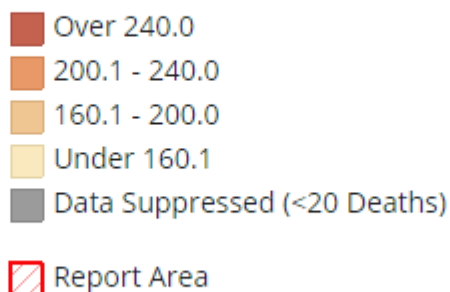 Over 240.0
200.1 - 240.0
160.1 - 200.0
Under 160.1
Data Suppressed (<20 Deaths)
Report Area